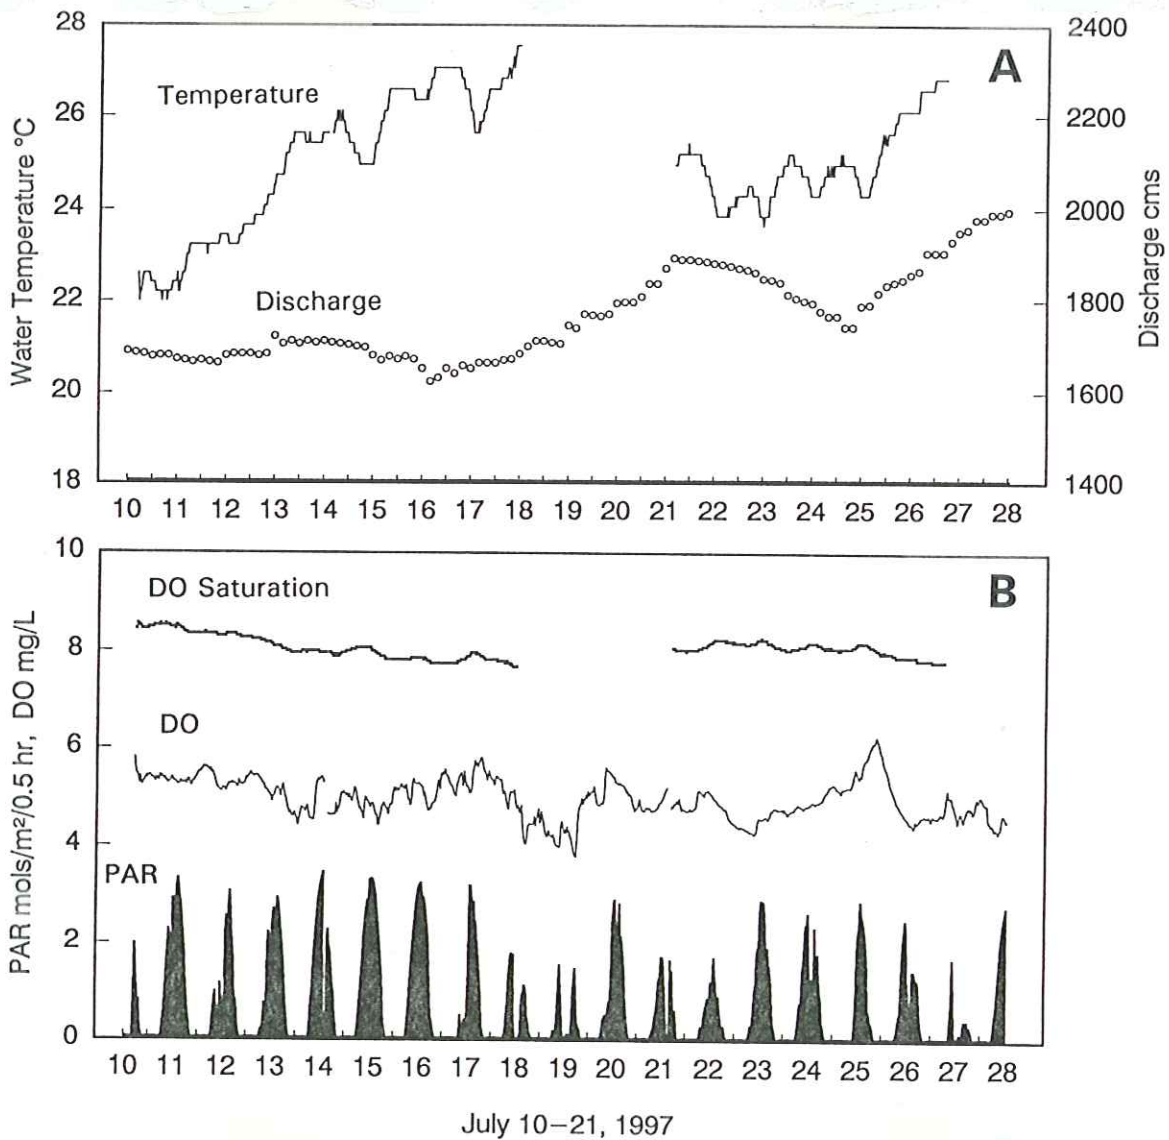 28
26
24
22
20
18
Water Temperature °C
Temperature
Discharge
A
2400
2200
2000
1800
1600
1400
Discharge cms
10 11 12 13 14 15 16 17 18 19 20 21 22 23 24 25 26 27 28
10
8
6
4
2
0
PAR mols/m²/0.5 hr, DO mg/L
DO Saturation
B
DO
PAR
10 11 12 13 14 15 16 17 18 19 20 21 22 23 24 25 26 27 28
July 10–21, 1997